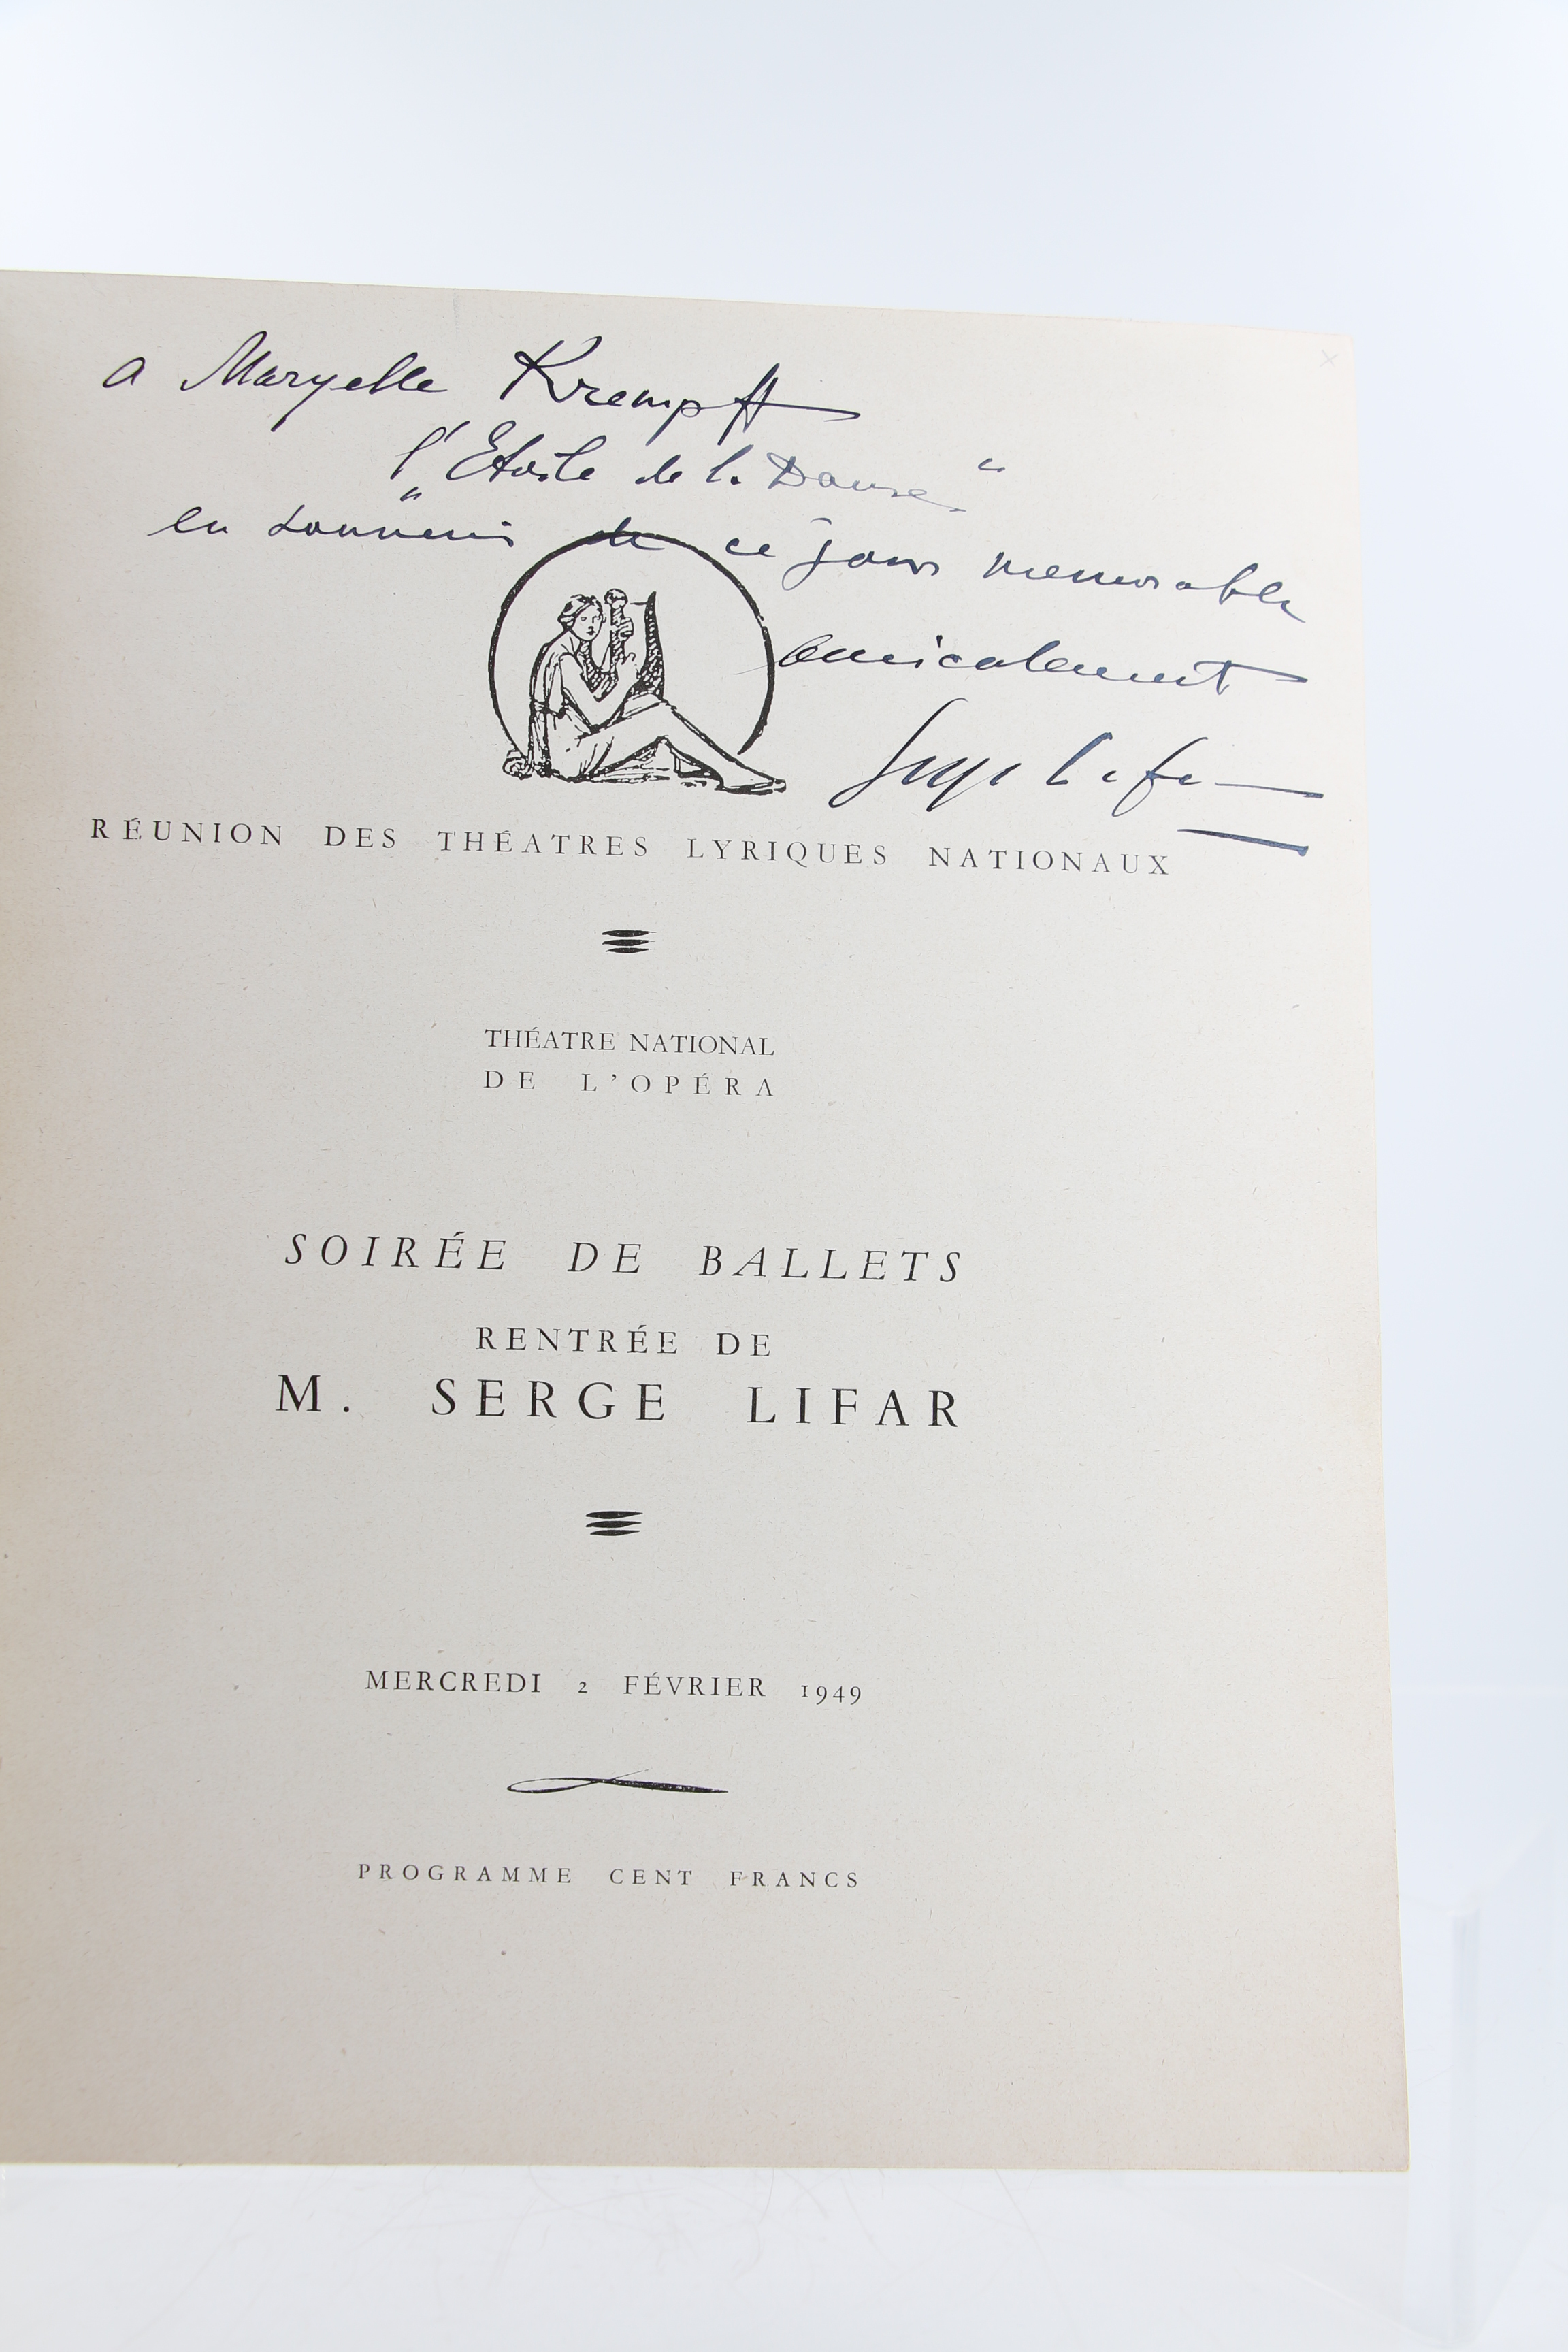 a Maryelle Krempff
l'"Etoile de la Danse"
en souvenir de ce jour memorable
amicalement
Serge Lifar
RÉUNION DES THÉATRES LYRIQUES NATIONAUX
THÉATRE NATIONAL
DE L'OPÉRA
SOIRÉE DE BALLETS
RENTRÉE DE
M. SERGE LIFAR
MERCREDI 2 FÉVRIER 1949
PROGRAMME CENT FRANCS